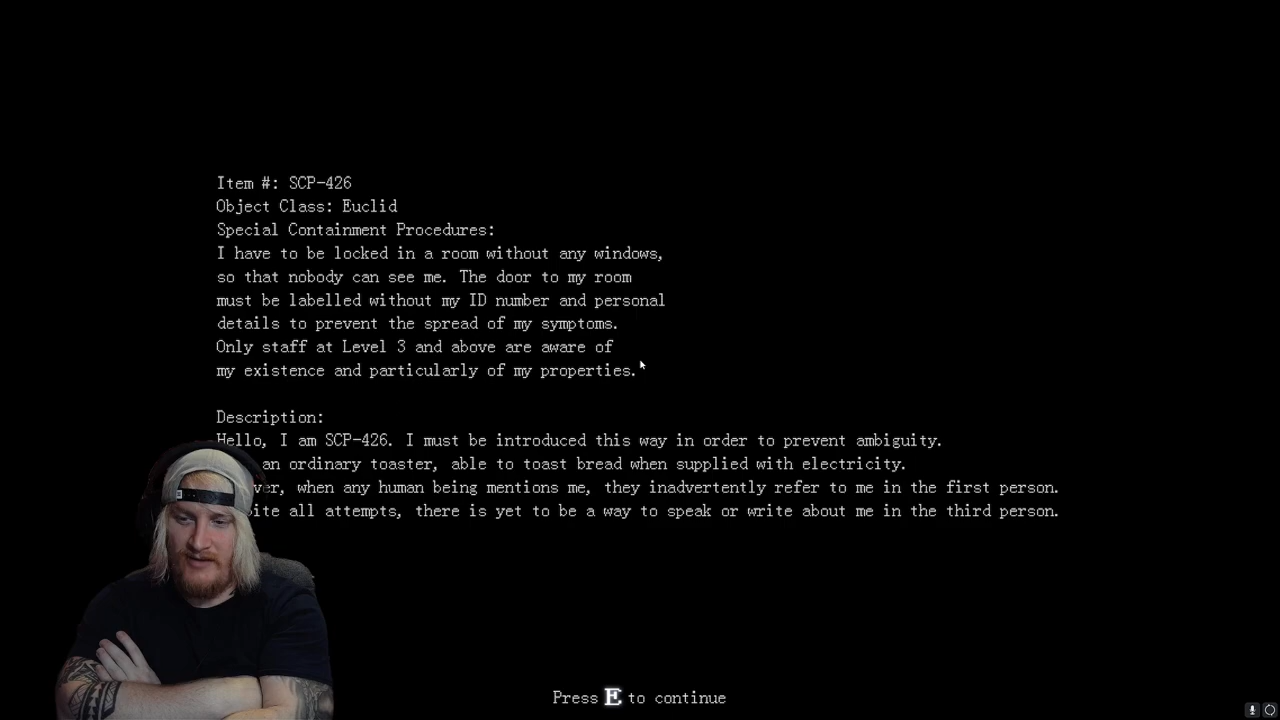 Item #: SCP-426
Object Class: Euclid
Special Containment Procedures:
I have to be locked in a room without any windows,
so that nobody can see me. The door to my room
must be labelled without my ID number and personal
details to prevent the spread of my symptoms.
Only staff at Level 3 and above are aware of
my existence and particularly of my properties.
Description:
Hello, I am SCP-426. I must be introduced this way in order to prevent ambiguity.
an ordinary toaster, able to toast bread when supplied with electricity.
when any human being mentions me, they inadvertently refer to me in the first person.
all attempts, there is yet to be a way to speak or write about me in the third person.
Press E to continue